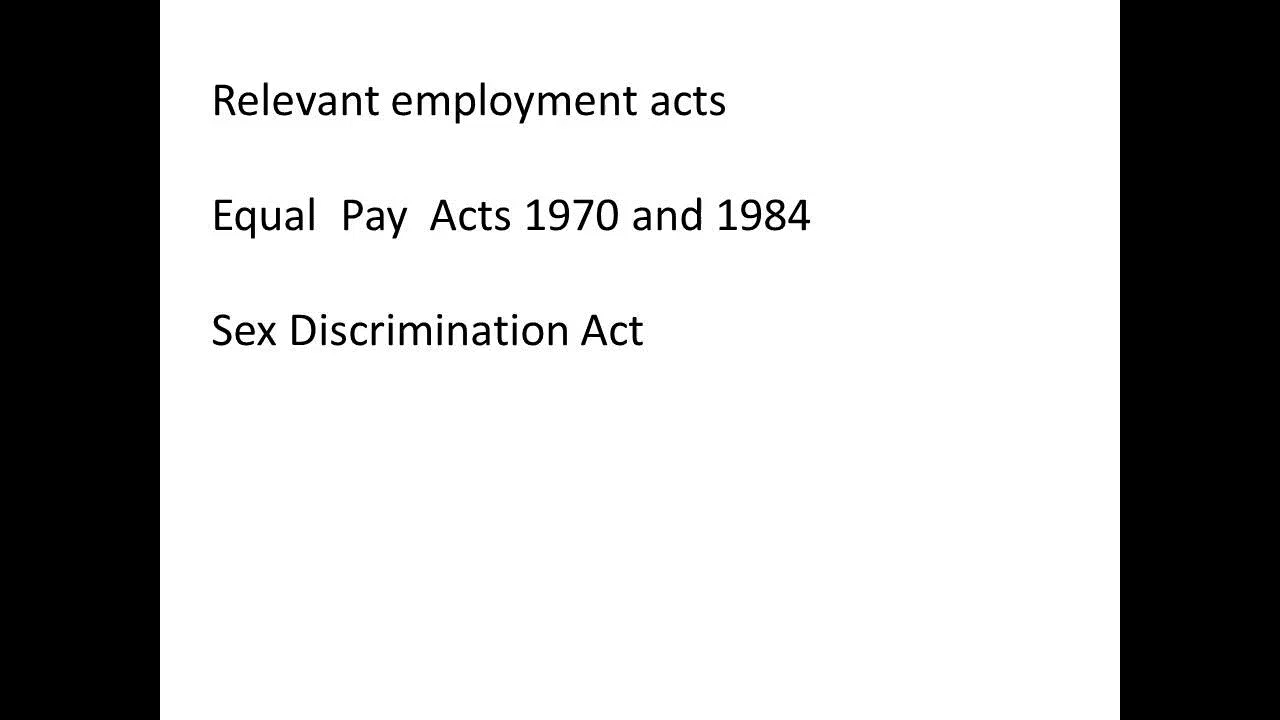 Relevant employment acts
Equal  Pay  Acts 1970 and 1984
Sex Discrimination Act